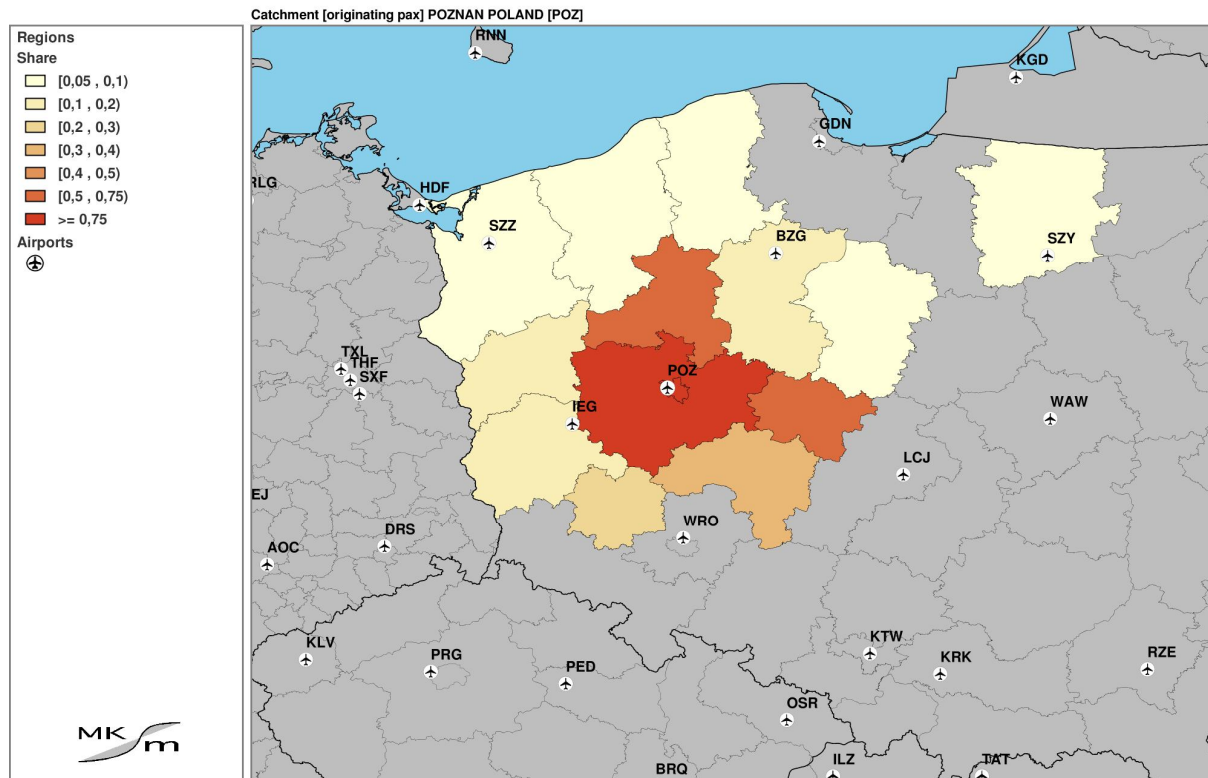 Catchment [originating pax] POZNAN POLAND [POZ]
Regions
Share
[0,05 , 0,1)
[0,1 , 0,2)
[0,2 , 0,3)
[0,3 , 0,4)
[0,4 , 0,5)
[0,5 , 0,75)
>= 0,75
Airports
MK
m
RNN
KGD
GDN
RLG
HDF
SZZ
BZG
SZY
TXL
THF
SXF
POZ
IEG
WAW
LCJ
EJ
DRS
WRO
AOC
KLV
PRG
PED
KTW
KRK
RZE
OSR
BRQ
ILZ
TAT